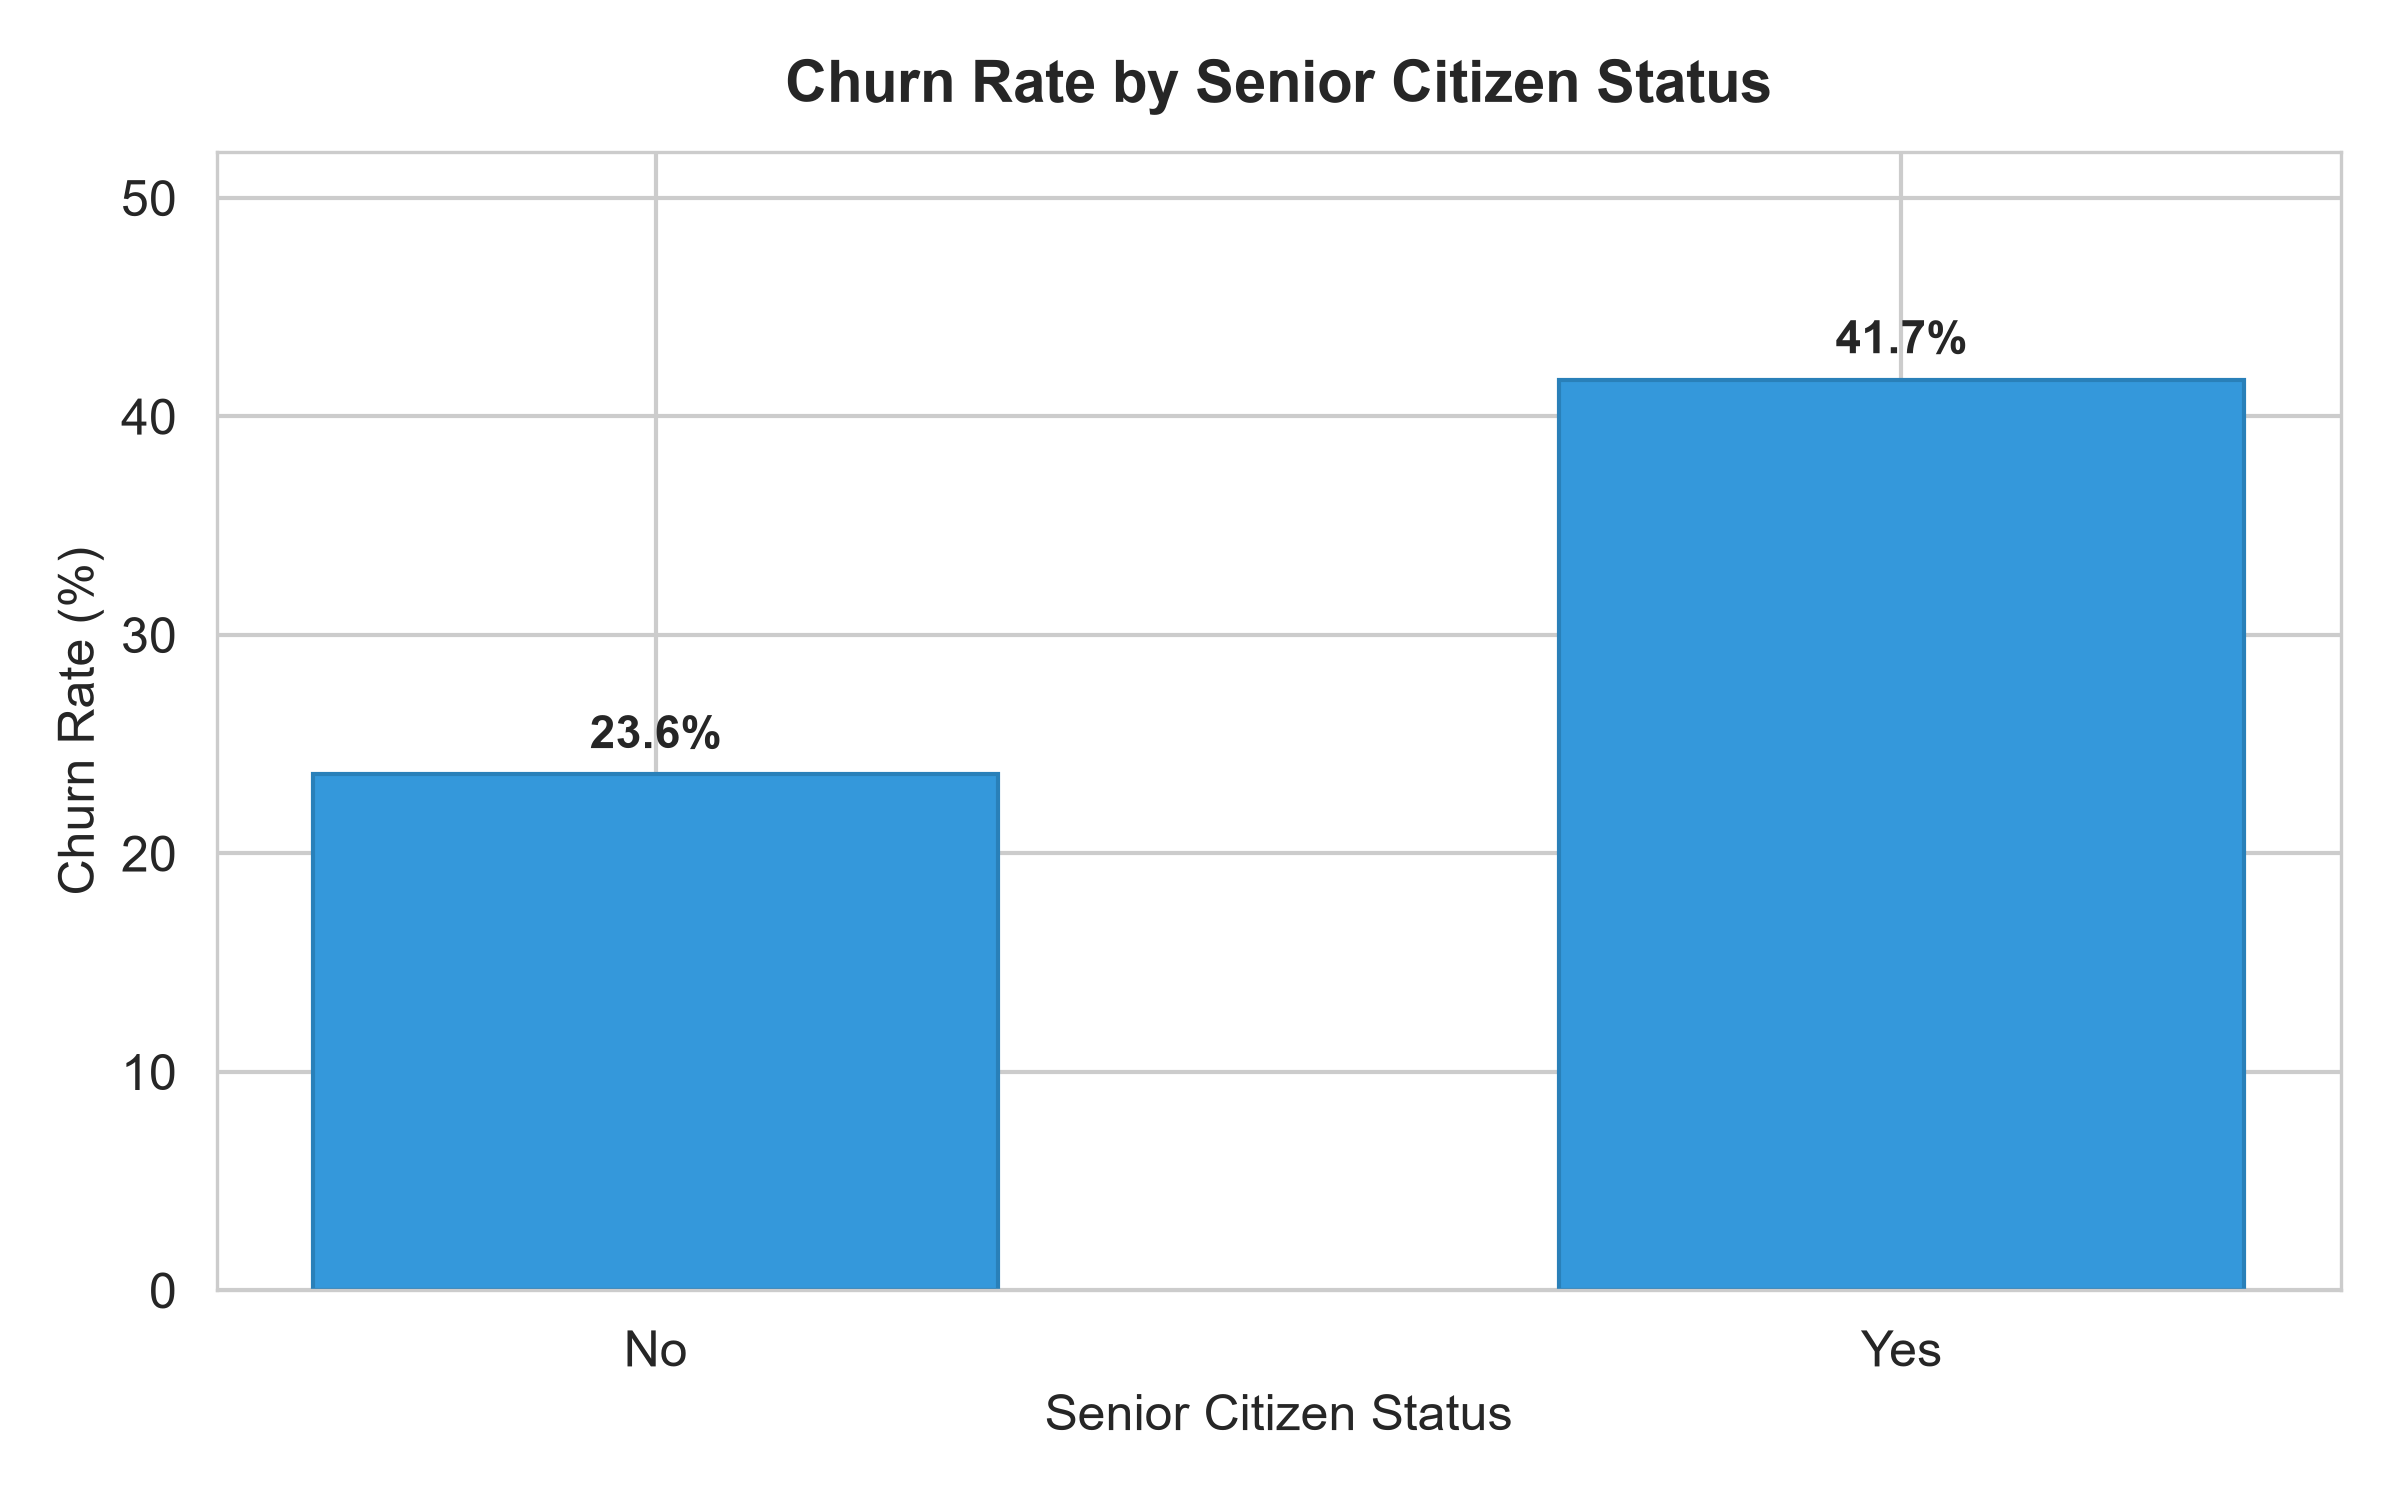 Churn Rate by Senior Citizen Status
Churn Rate (%)
50
40
30
20
10
0
41.7%
23.6%
No
Yes
Senior Citizen Status